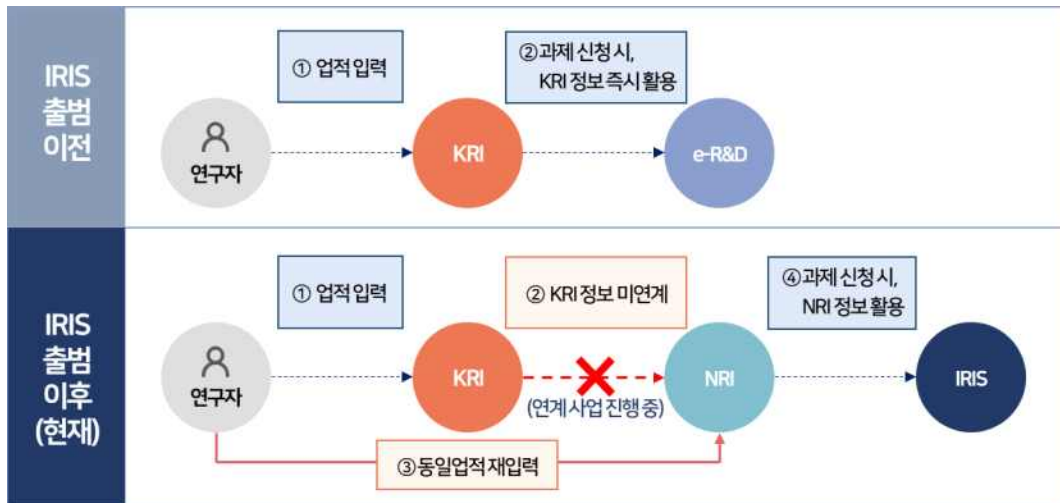 IRIS
출범
이전
① 업적 입력
② 과제 신청 시,
KRI 정보 즉시 활용
연구자
KRI
e-R&D
IRIS
출범
이후
(현재)
① 업적 입력
② KRI 정보 미연계
④ 과제 신청 시,
NRI 정보 활용
연구자
KRI
(연계 사업 진행 중)
NRI
IRIS
③ 동일업적 재입력